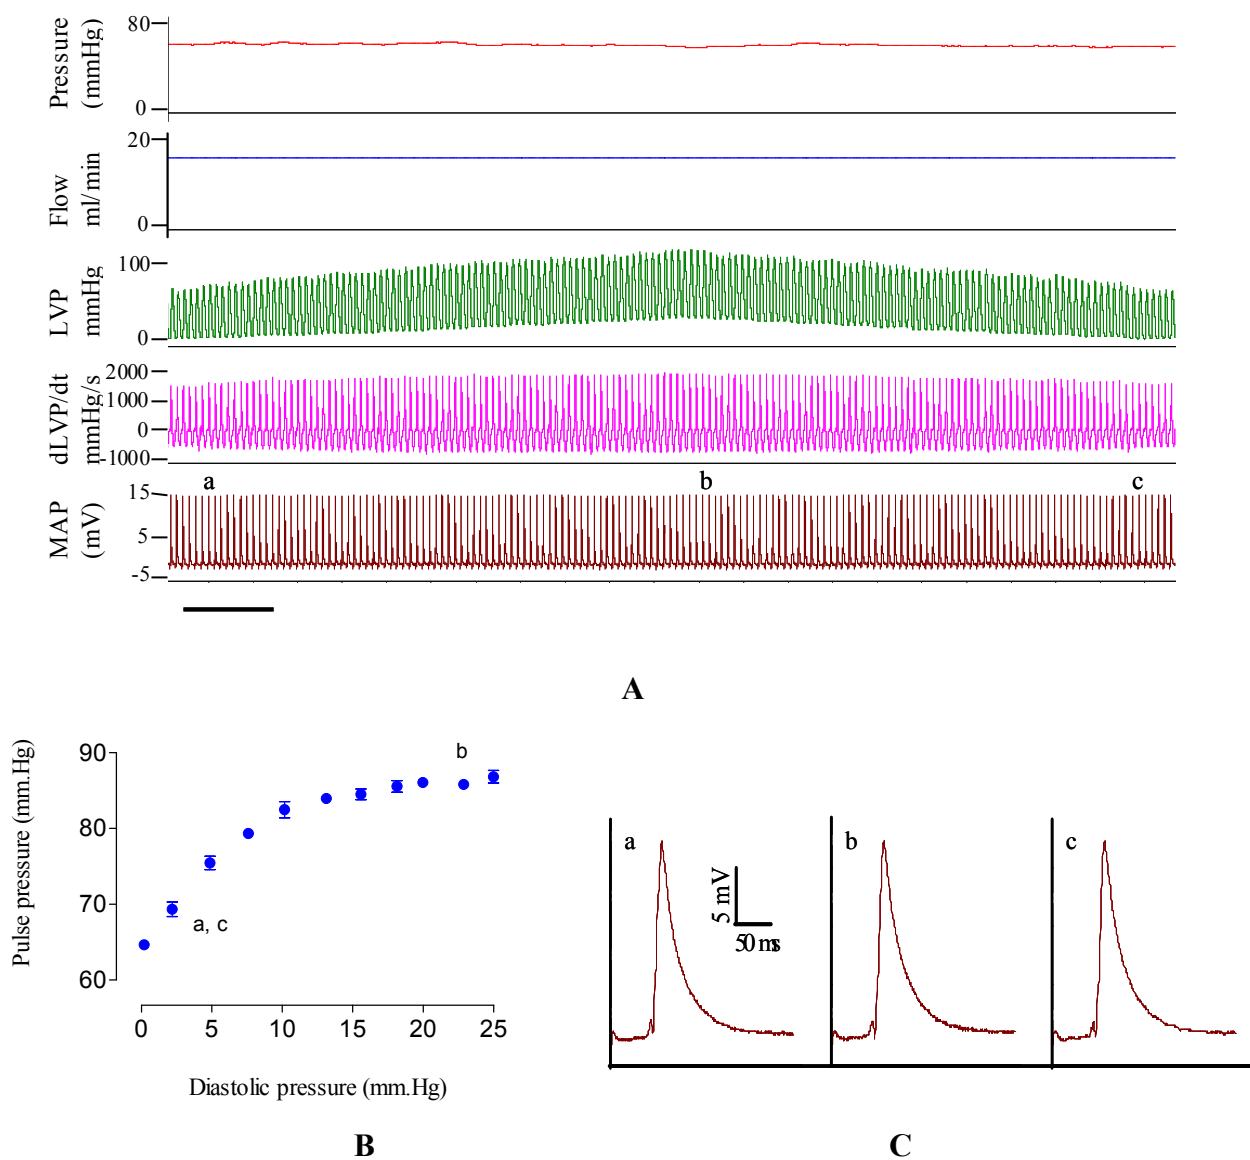 80
Pressure
(mmHg)
0
20
Flow
ml/min
0
100
LVP
mmHg
0
2000
dLVP/dt
mmHg/s
1000
0
-1000
a b c
15
MAP
(mV)
5
-5
A
Pulse pressure (mm.Hg)
90
80
70
60
b
a, c
0 5 10 15 20 25
Diastolic pressure (mm.Hg)
B
a
5 mV
50 ms
b
c
C